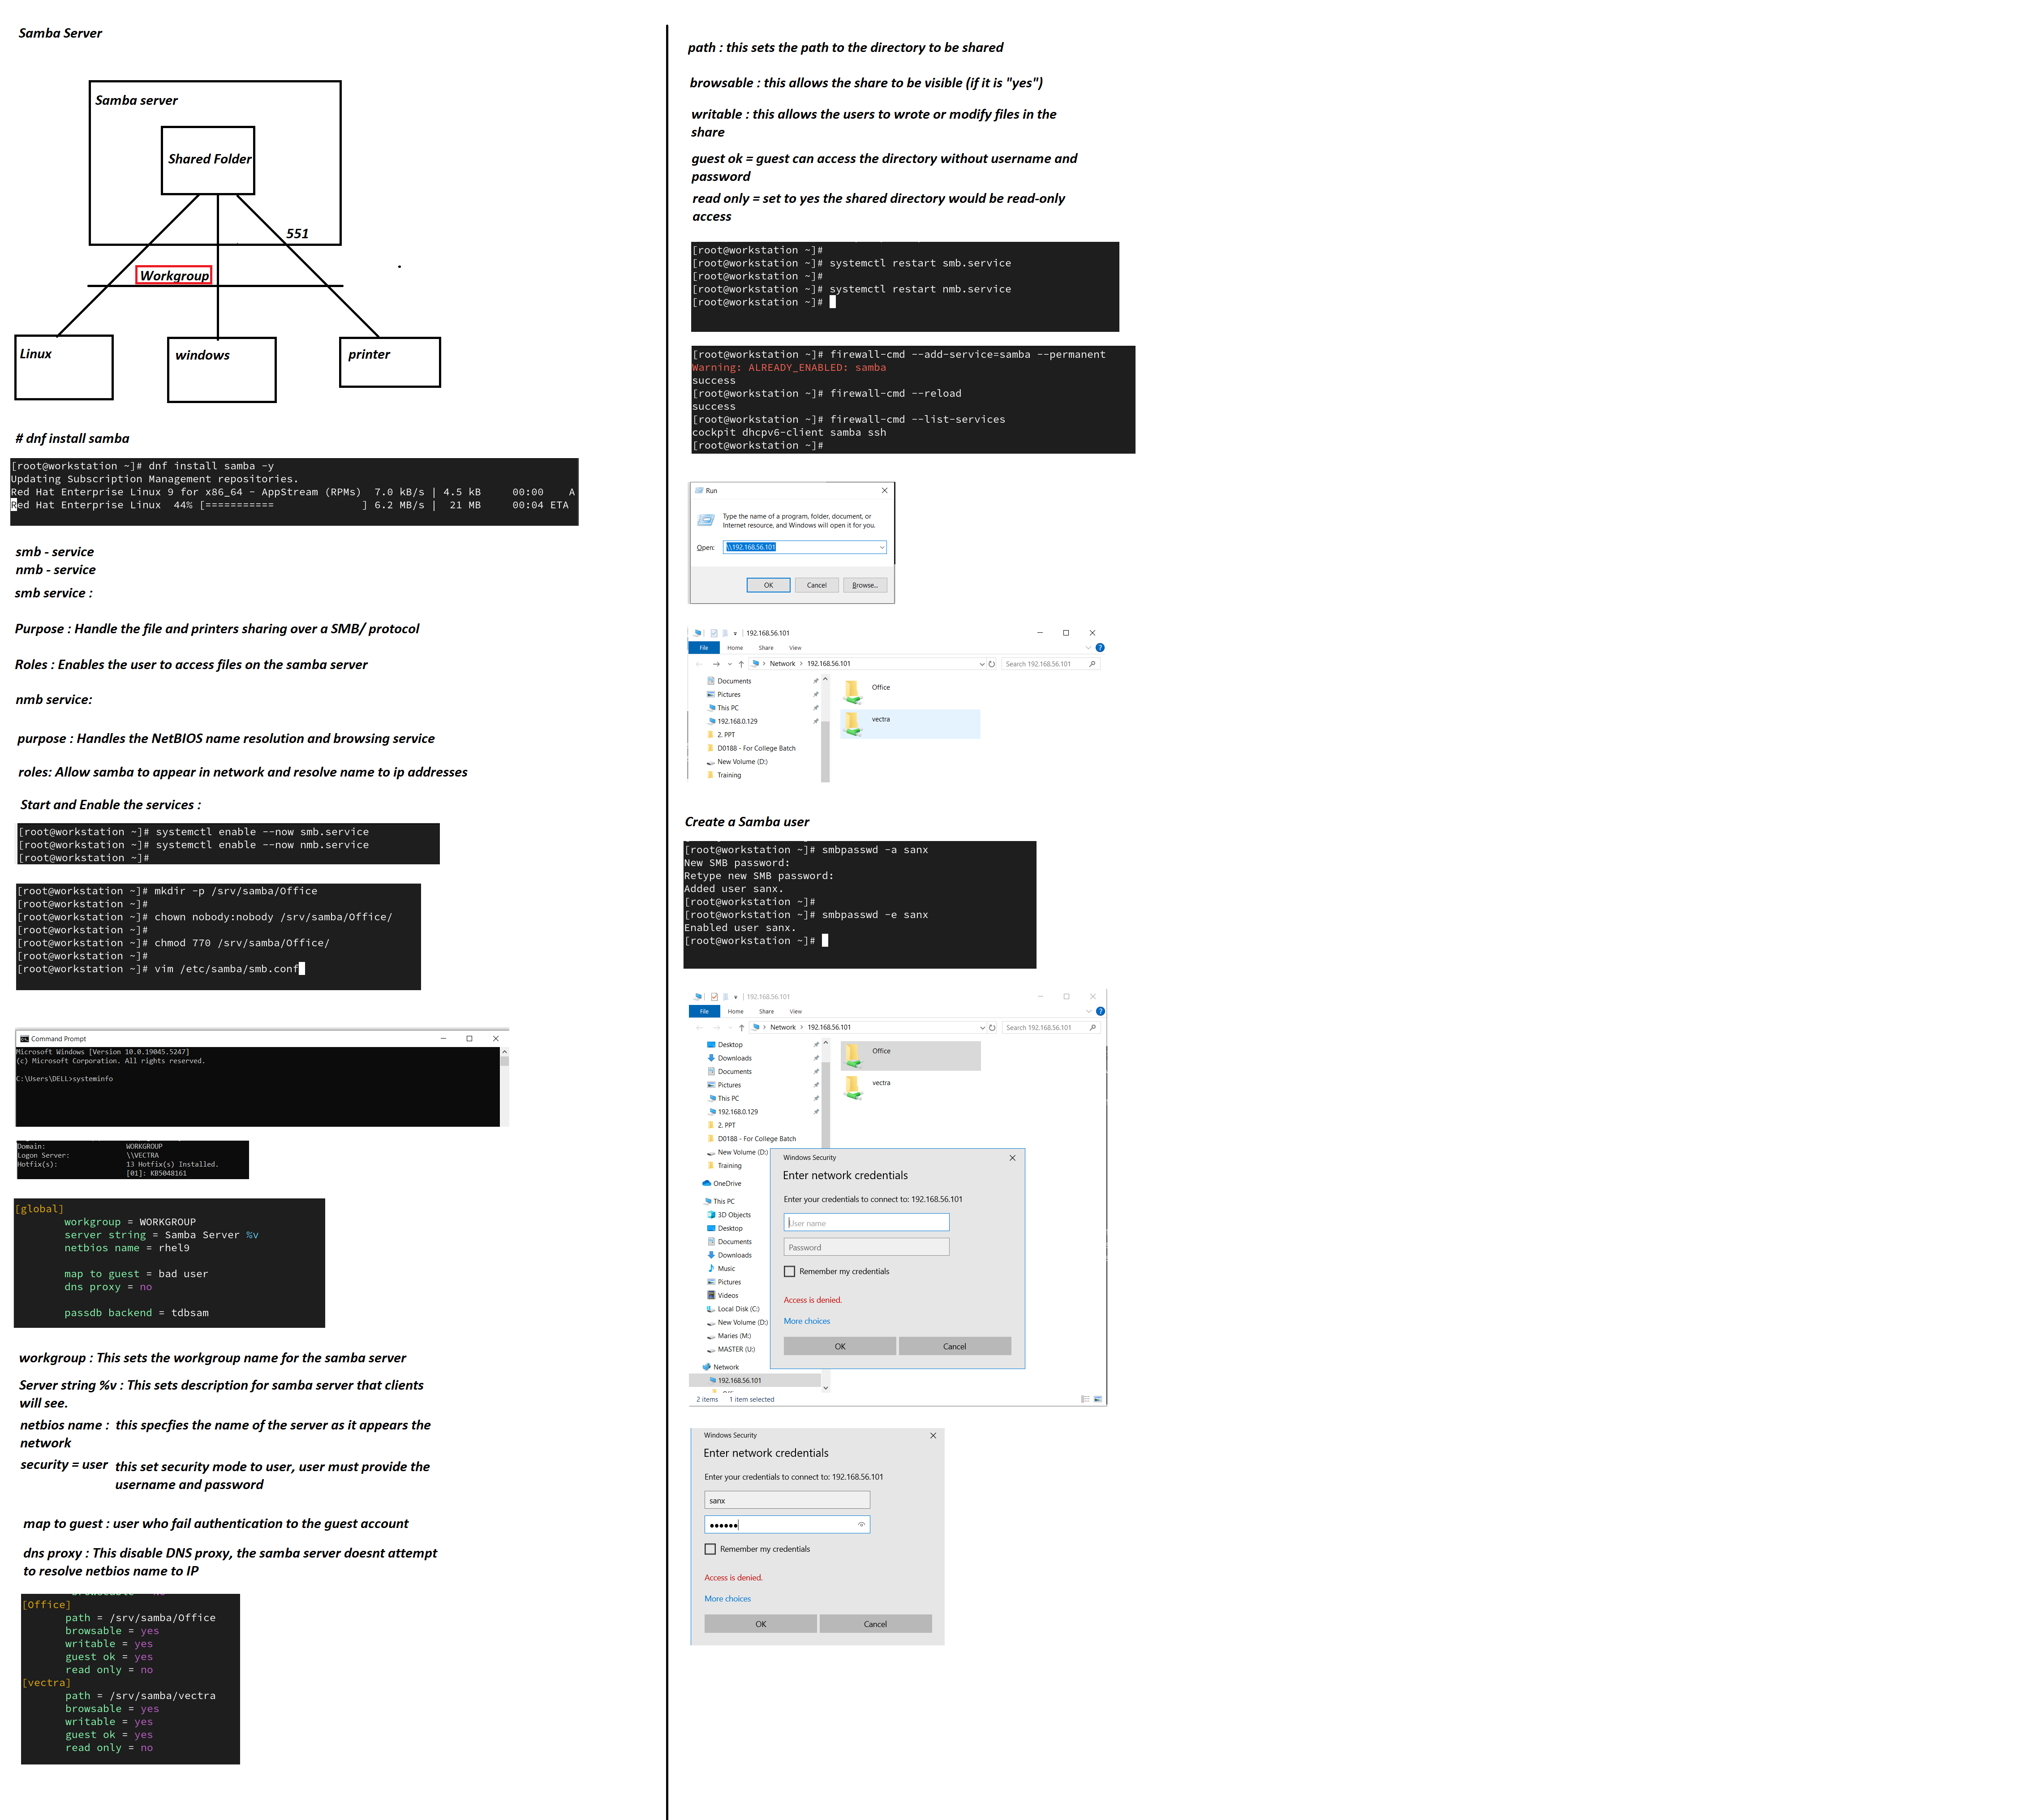 Samba Server
Samba server
Shared Folder
551
Workgroup
Linux
windows
printer
# dnf install samba
[root@workstation ~]# dnf install samba -y
Updating Subscription Management repositories.
Red Hat Enterprise Linux 9 for x86_64 - AppStream (RPMs)  7.0 kB/s | 4.5 kB     00:00    A
Red Hat Enterprise Linux  44% [===========              ] 6.2 MB/s |  21 MB     00:04 ETA
smb - service
nmb - service
smb service :
Purpose : Handle the file and printers sharing over a SMB/ protocol
Roles : Enables the user to access files on the samba server
nmb service:
purpose : Handles the NetBIOS name resolution and browsing service
roles: Allow samba to appear in network and resolve name to ip addresses
Start and Enable the services :
[root@workstation ~]# systemctl enable --now smb.service
[root@workstation ~]# systemctl enable --now nmb.service
[root@workstation ~]#
[root@workstation ~]# mkdir -p /srv/samba/Office
[root@workstation ~]#
[root@workstation ~]# chown nobody:nobody /srv/samba/Office/
[root@workstation ~]#
[root@workstation ~]# chmod 770 /srv/samba/Office/
[root@workstation ~]#
[root@workstation ~]# vim /etc/samba/smb.conf
Command Prompt
Microsoft Windows [Version 10.0.19045.5247]
(c) Microsoft Corporation. All rights reserved.
C:\Users\DELL>systeminfo
Domain: WORKGROUP
Logon Server: \\VECTRA
Hotfix(s): 13 Hotfix(s) Installed.
[01]: KB5048161
[global]
workgroup = WORKGROUP
server string = Samba Server %v
netbios name = rhel9
map to guest = bad user
dns proxy = no
passdb backend = tdbsam
workgroup : This sets the workgroup name for the samba server
Server string %v : This sets description for samba server that clients
will see.
netbios name :  this specfies the name of the server as it appears the
network
security = user  this set security mode to user, user must provide the
username and password
map to guest : user who fail authentication to the guest account
dns proxy : This disable DNS proxy, the samba server doesnt attempt
to resolve netbios name to IP
[Office]
path = /srv/samba/Office
browsable = yes
writable = yes
guest ok = yes
read only = no
[vectra]
path = /srv/samba/vectra
browsable = yes
writable = yes
guest ok = yes
read only = no
path : this sets the path to the directory to be shared
browsable : this allows the share to be visible (if it is "yes")
writable : this allows the users to wrote or modify files in the
share
guest ok = guest can access the directory without username and
password
read only = set to yes the shared directory would be read-only
access
[root@workstation ~]#
[root@workstation ~]# systemctl restart smb.service
[root@workstation ~]#
[root@workstation ~]# systemctl restart nmb.service
[root@workstation ~]#
[root@workstation ~]# firewall-cmd --add-service=samba --permanent
Warning: ALREADY_ENABLED: samba
success
[root@workstation ~]# firewall-cmd --reload
success
[root@workstation ~]# firewall-cmd --list-services
cockpit dhcpv6-client samba ssh
[root@workstation ~]#
Run
Type the name of a program, folder, document, or
Internet resource, and Windows will open it for you.
Open: \\192.168.56.101
OK Cancel Browse...
192.168.56.101
File Home Share View
Network > 192.168.56.101 Search 192.168.56.101
Documents
Pictures
This PC
192.168.0.129
2. PPT
D0188 - For College Batch
New Volume (D:)
Training
Office
vectra
Create a Samba user
[root@workstation ~]# smbpasswd -a sanx
New SMB password:
Retype new SMB password:
Added user sanx.
[root@workstation ~]#
[root@workstation ~]# smbpasswd -e sanx
Enabled user sanx.
[root@workstation ~]#
192.168.56.101
File Home Share View
Network > 192.168.56.101 Search 192.168.56.101
Desktop
Downloads
Documents
Pictures
This PC
192.168.0.129
2. PPT
D0188 - For College Batch
New Volume (D:)
Training
OneDrive
This PC
3D Objects
Desktop
Documents
Downloads
Music
Pictures
Videos
Local Disk (C:)
New Volume (D:)
Maries (M:)
MASTER (U:)
Network
192.168.56.101
2 items 1 item selected
Office
vectra
Windows Security
Enter network credentials
Enter your credentials to connect to: 192.168.56.101
User name
Password
Remember my credentials
Access is denied.
More choices
OK Cancel
Windows Security
Enter network credentials
Enter your credentials to connect to: 192.168.56.101
sanx
••••••
Remember my credentials
Access is denied.
More choices
OK Cancel